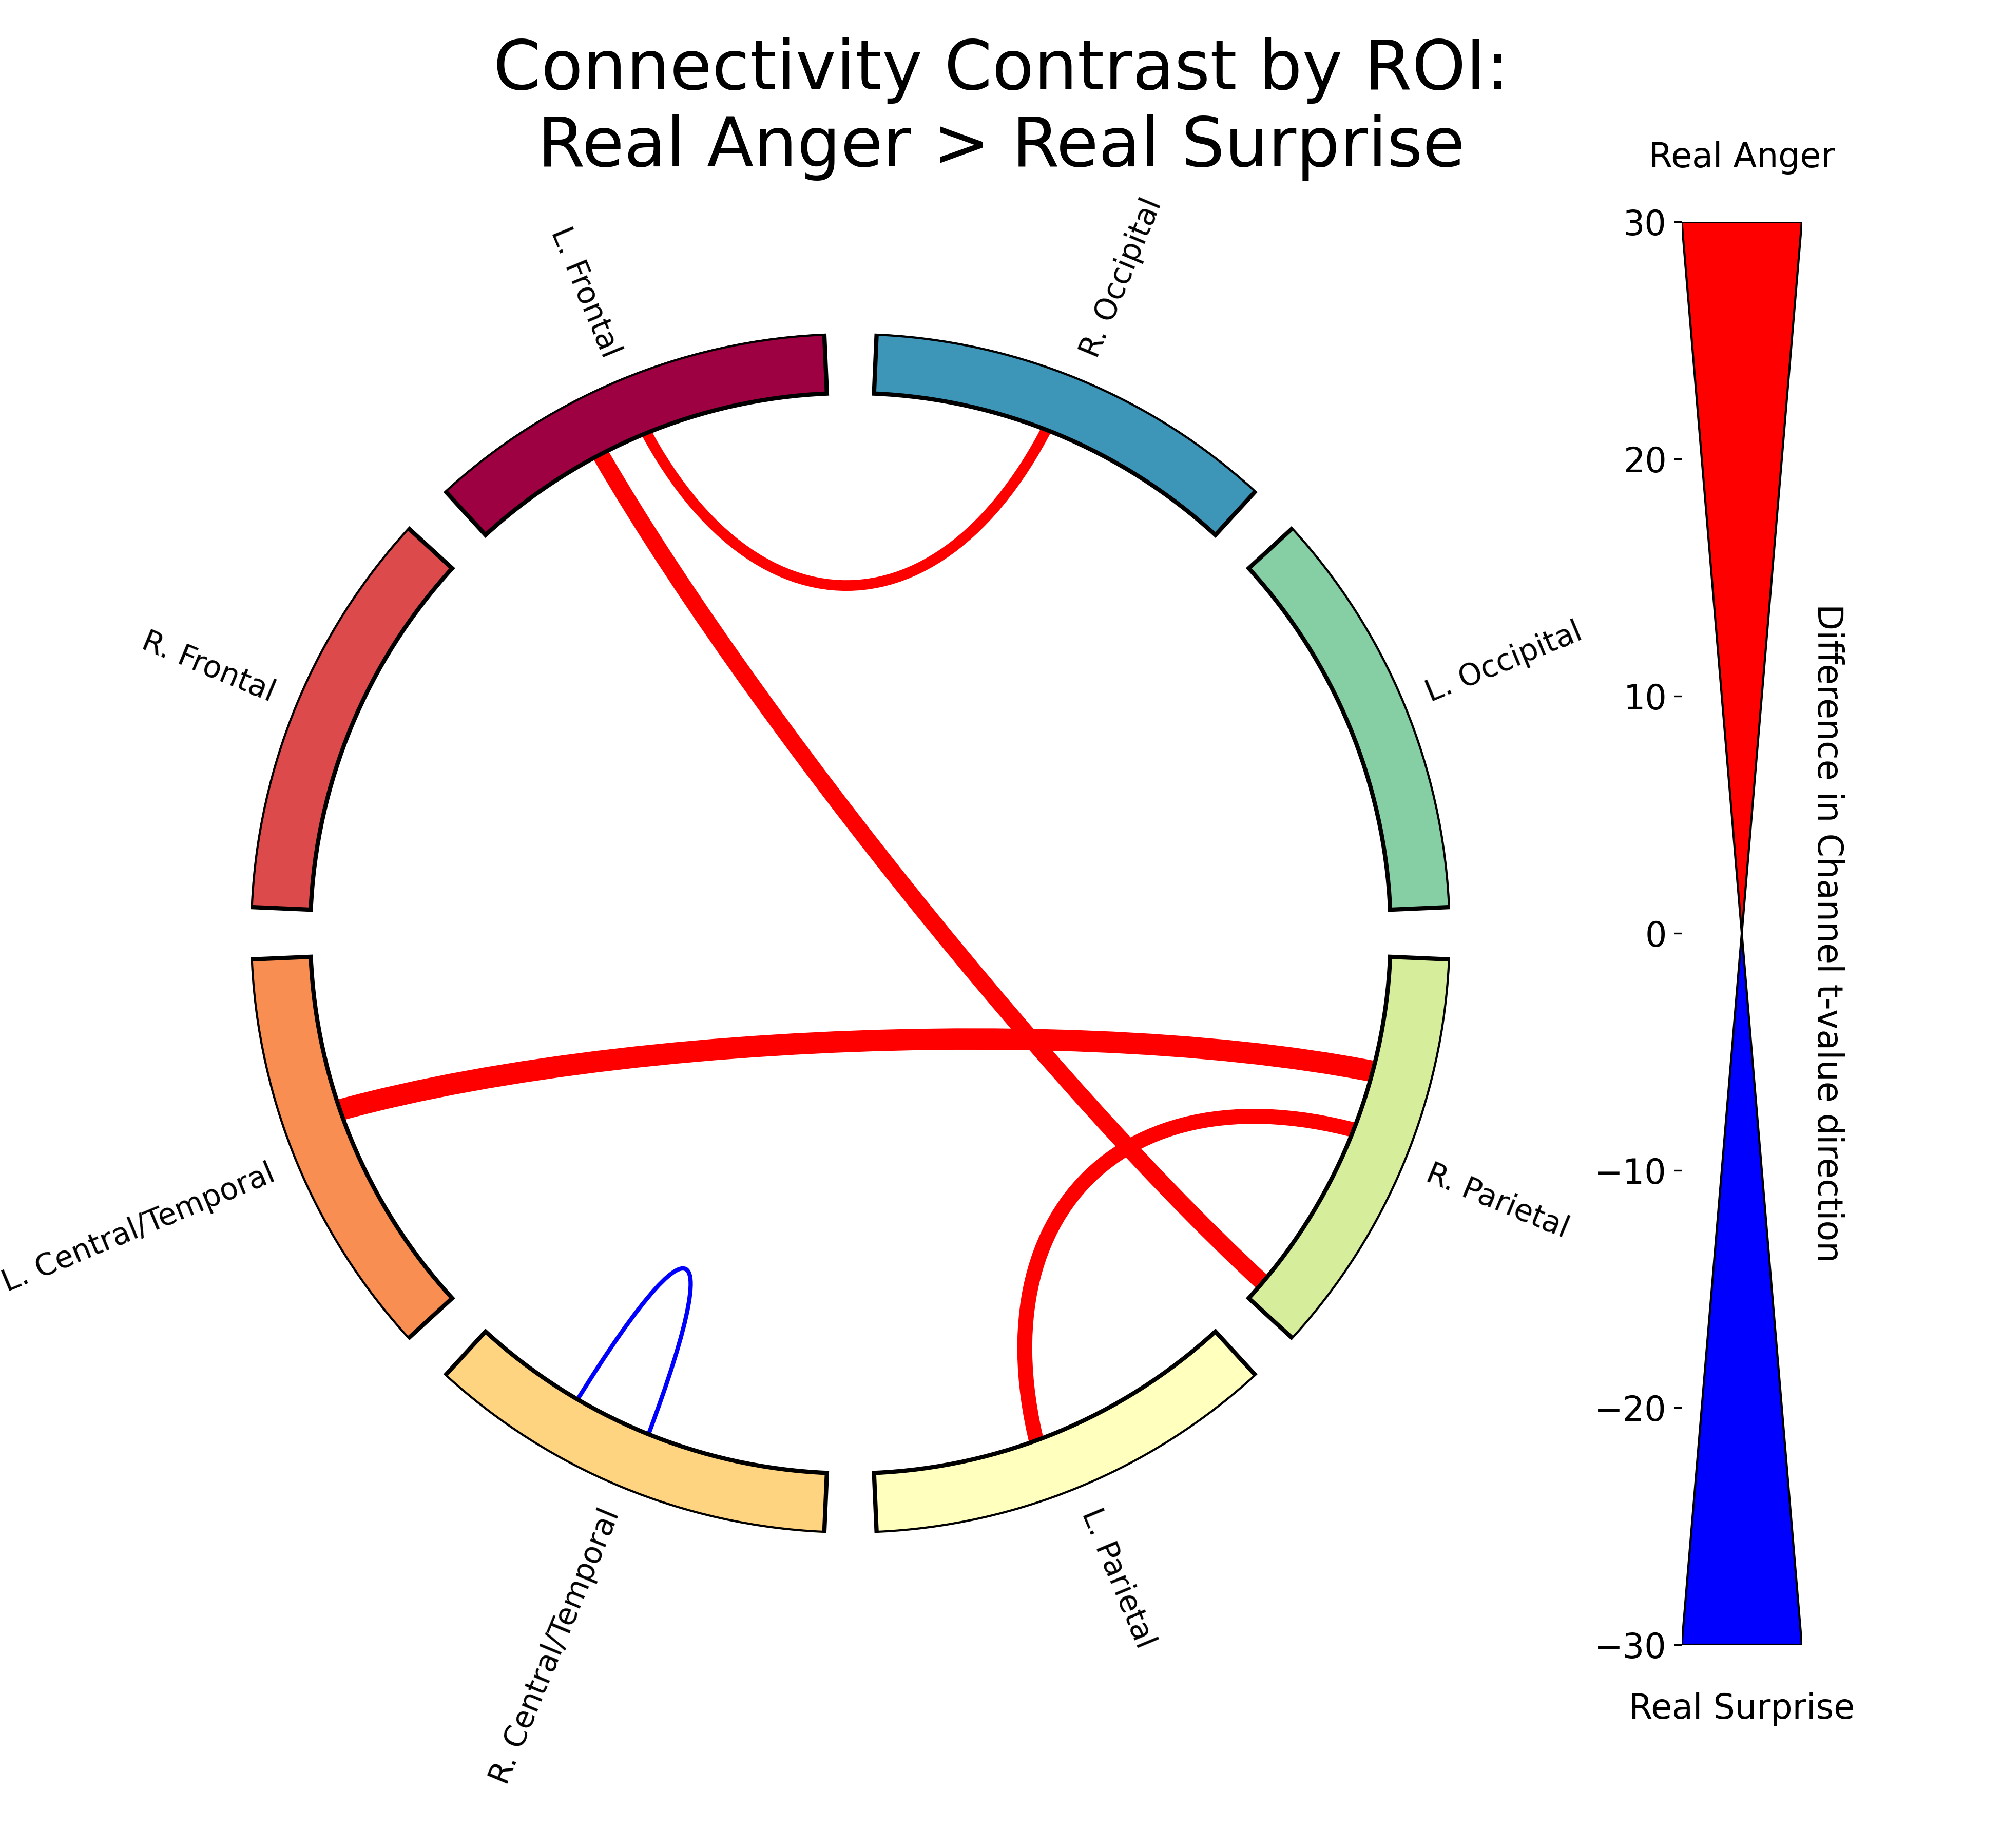 Connectivity Contrast by ROI:
Real Anger > Real Surprise
Real Anger
L. Frontal
R. Occipital
R. Frontal
L. Occipital
L. Central/Temporal
R. Parietal
R. Central/Temporal
L. Parietal
30
20
10
0
−10
−20
−30
Difference in Channel t-value direction
Real Surprise